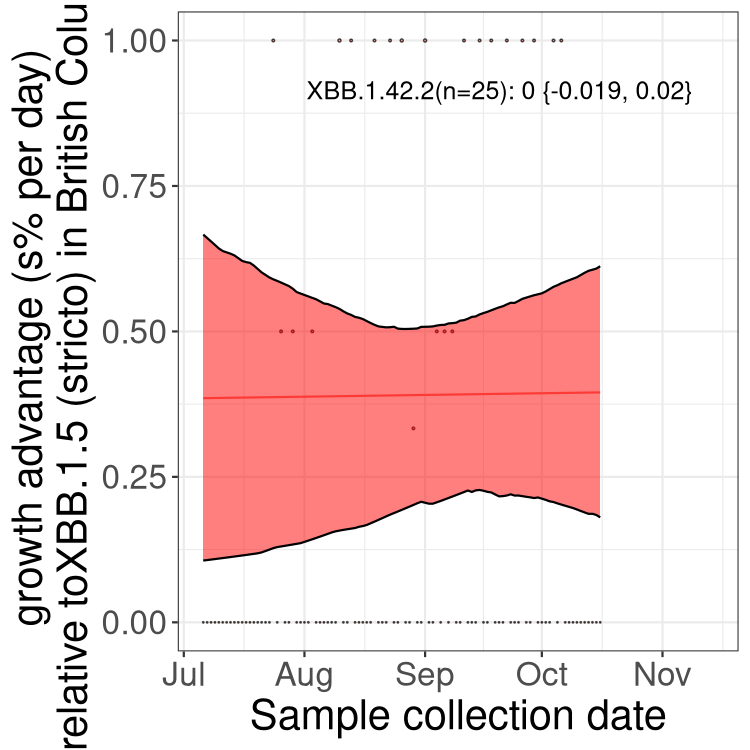 growth advantage (s% per day)
relative toXBB.1.5 (stricto) in British Colu
1.00
0.75
0.50
0.25
0.00
XBB.1.42.2(n=25): 0 {-0.019, 0.02}
Jul Aug Sep Oct Nov
Sample collection date